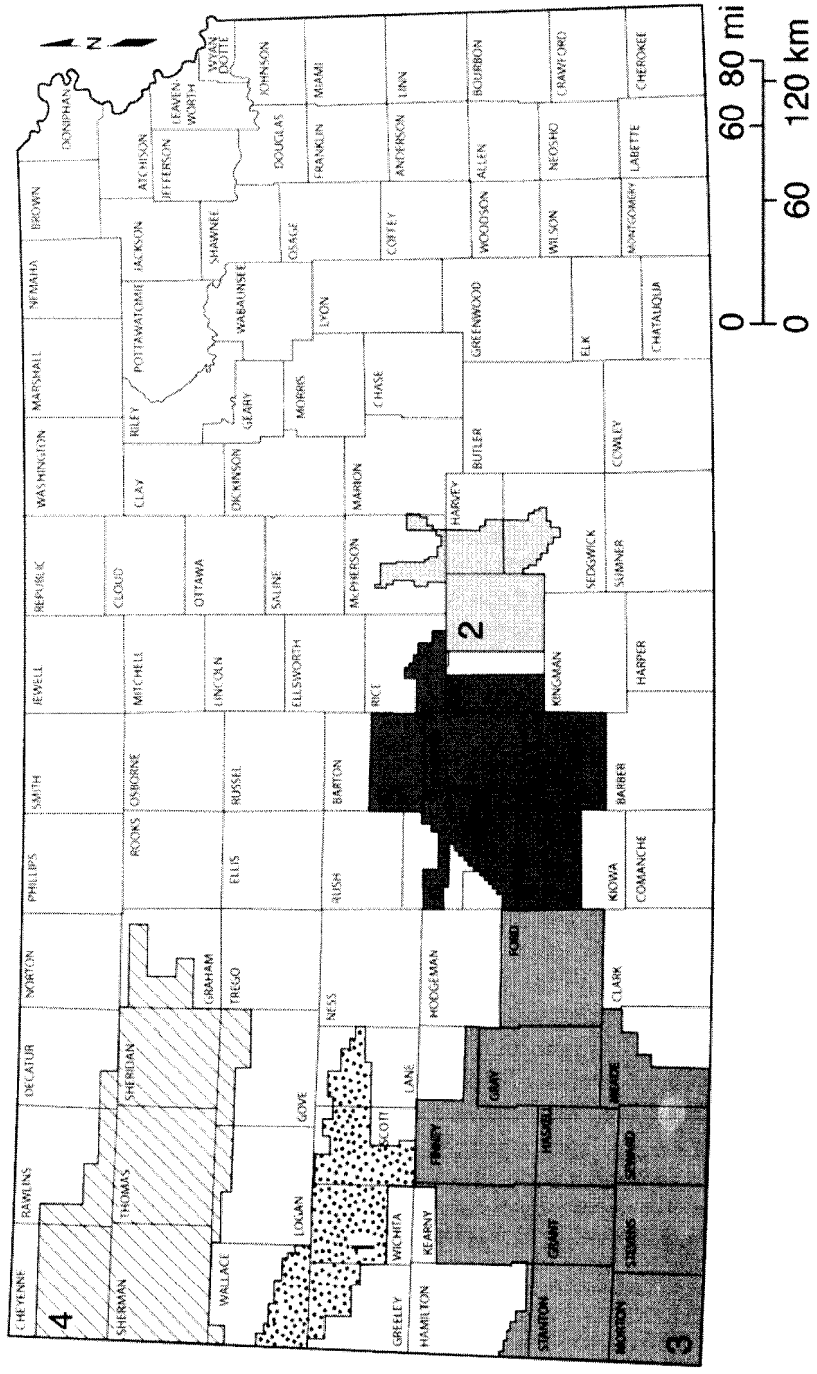 CHEYENNE
RAWLINS
DECATUR
NORTON
PHILLIPS
SMITH
JEWELL
REPUBLIC
WASHINGTON
MARSHALL
NEMAHA
BROWN
DONIPHAN
N
4
SHERMAN
THOMAS
SHERIDAN
GRAHAM
ROOKS
OSBORNE
MITCHELL
CLOUD
CLAY
RILEY
POTTAWATOMIE
JACKSON
ATCHISON
JEFFERSON
LEAVEN
WORTH
WYAN
DOTTE
WALLACE
LOGAN
GOVE
TREGO
ELLIS
RUSSEL
LINCOLN
OTTAWA
SALINE
ELLSWORTH
DICKINSON
GEARY
MORRIS
WABAUNSEE
SHAWNEE
OSAGE
DOUGLAS
JOHNSON
FRANKLIN
MIAMI
1
GREELEY
WICHITA
SCOTT
LANE
NESS
RUSH
BARTON
RICE
McPHERSON
MARION
CHASE
LYON
COFFEY
ANDERSON
LINN
HAMILTON
KEARNY
FINNEY
HODGEMAN
2
HARVEY
BUTLER
GREENWOOD
WOODSON
ALLEN
BOURBON
STANTON
GRANT
HASKELL
GRAY
FORD
KIOWA
KINGMAN
SEDGWICK
ELK
WILSON
NEOSHO
CRAWFORD
3
MORTON
STEVENS
SEWARD
MEADE
CLARK
COMANCHE
BARBER
HARPER
SUMNER
COWLEY
CHATAUQUA
MONTGOMERY
LABETTE
CHEROKEE
0 60 80 mi
0 60 120 km